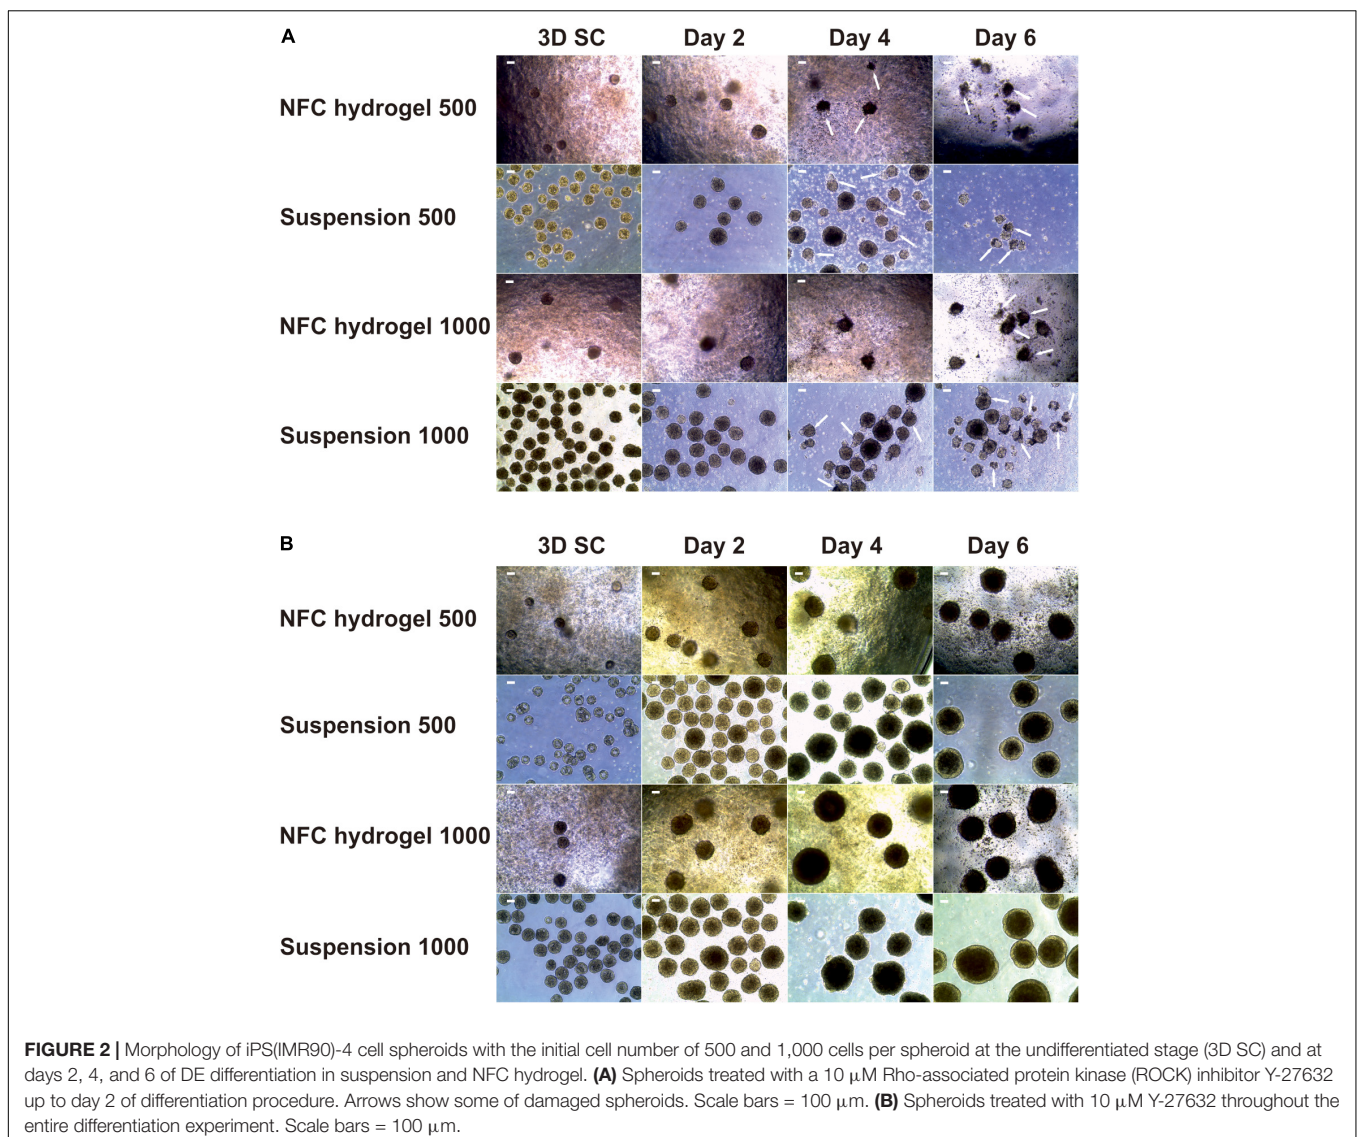 A
3D SC Day 2 Day 4 Day 6
NFC hydrogel 500
Suspension 500
NFC hydrogel 1000
Suspension 1000
B
3D SC Day 2 Day 4 Day 6
NFC hydrogel 500
Suspension 500
NFC hydrogel 1000
Suspension 1000
FIGURE 2 | Morphology of iPS(IMR90)-4 cell spheroids with the initial cell number of 500 and 1,000 cells per spheroid at the undifferentiated stage (3D SC) and at
days 2, 4, and 6 of DE differentiation in suspension and NFC hydrogel. (A) Spheroids treated with a 10 μM Rho-associated protein kinase (ROCK) inhibitor Y-27632
up to day 2 of differentiation procedure. Arrows show some of damaged spheroids. Scale bars = 100 μm. (B) Spheroids treated with 10 μM Y-27632 throughout the
entire differentiation experiment. Scale bars = 100 μm.